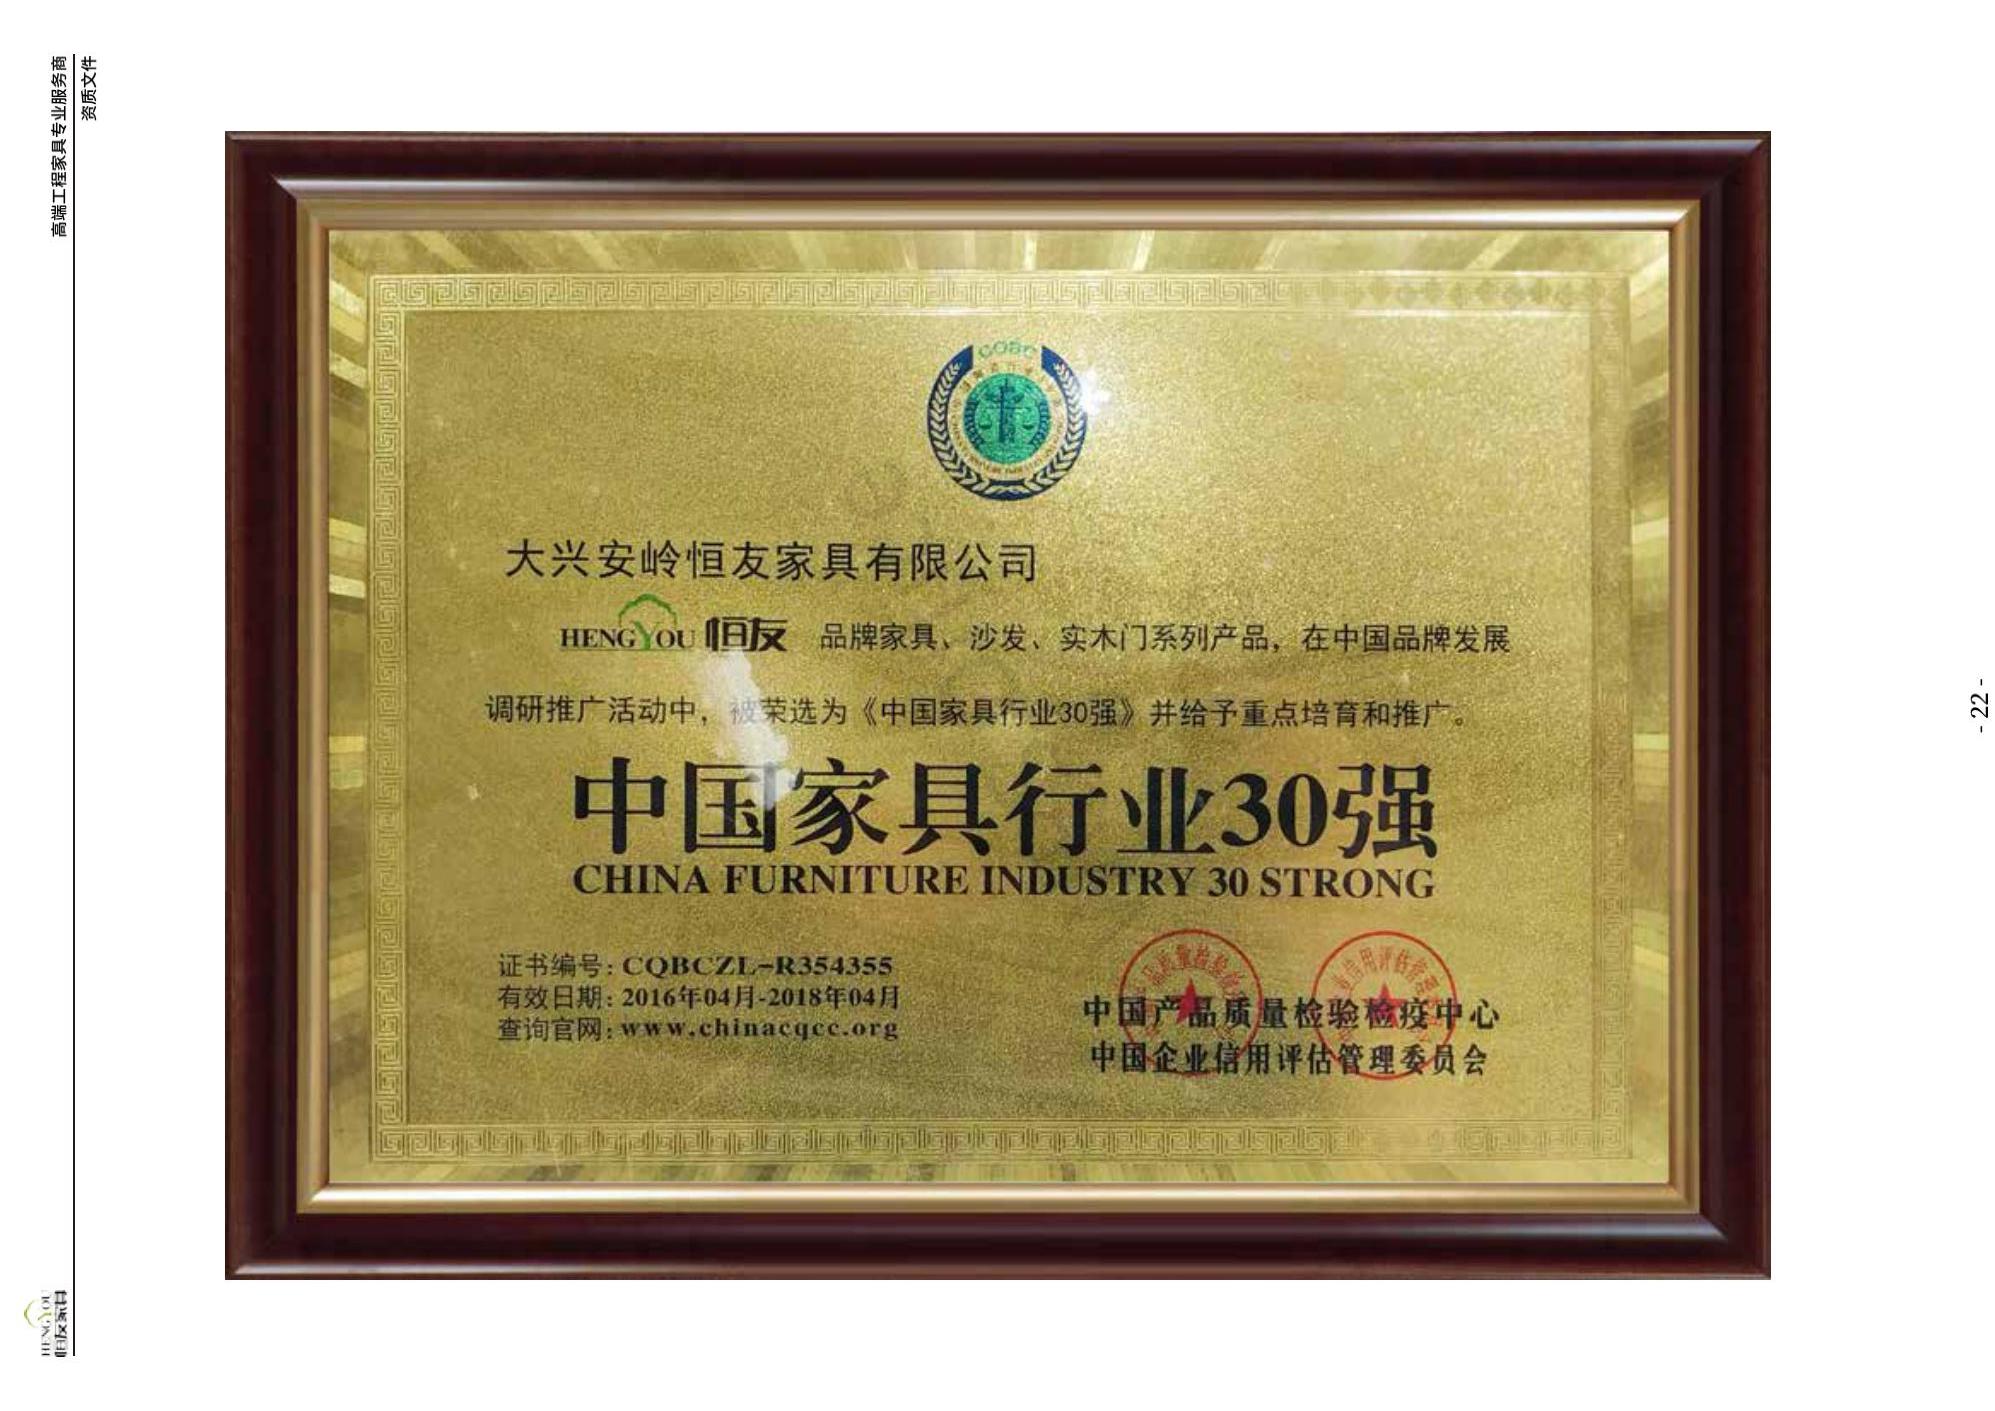 高端工程家具专业服务商
资质文件
COBC
大兴安岭恒友家具有限公司
HENGYOU 恒友 品牌家具、沙发、实木门系列产品，在中国品牌发展
调研推广活动中，被荣选为《中国家具行业30强》并给予重点培育和推广。
中国家具行业30强
CHINA FURNITURE INDUSTRY 30 STRONG
证书编号：CQBCZL-R354355
有效日期：2016年04月-2018年04月
查询官网：www.chinacqcc.org
中国产品质量检验检疫中心
中国企业信用评估管理委员会
HENGYOU
恒友家具
- 22 -